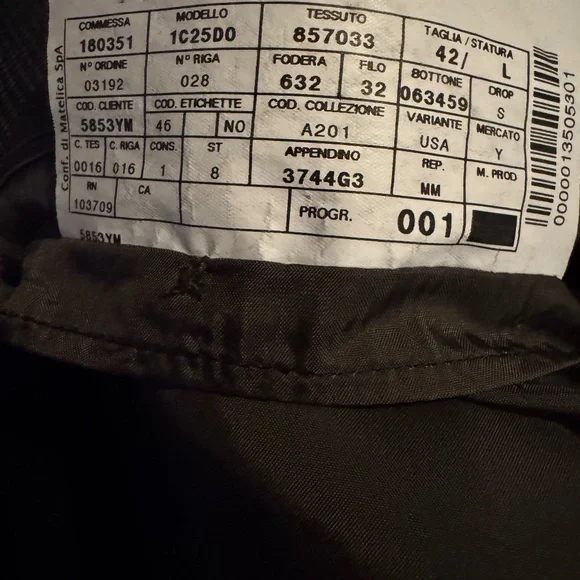 Conf. di Matelica SpA
COMMESSA MODELLO TESSUTO TAGLIA/STATURA
180351 1C25D0 857033 42/ L
N° ORDINE N° RIGA FODERA FILO BOTTONE DROP
03192 028 632 32 063459 S
COD. CLIENTE COD. ETICHETTE COD. COLLEZIONE VARIANTE MERCATO
5853YM 46 NO A201 USA Y
C. TES C. RIGA CONS. ST APPENDINO REP. M. PROD
0016 016 1 8 3744G3 MM
RN CA PROGR. 001
103709
5853YM
0000013505301